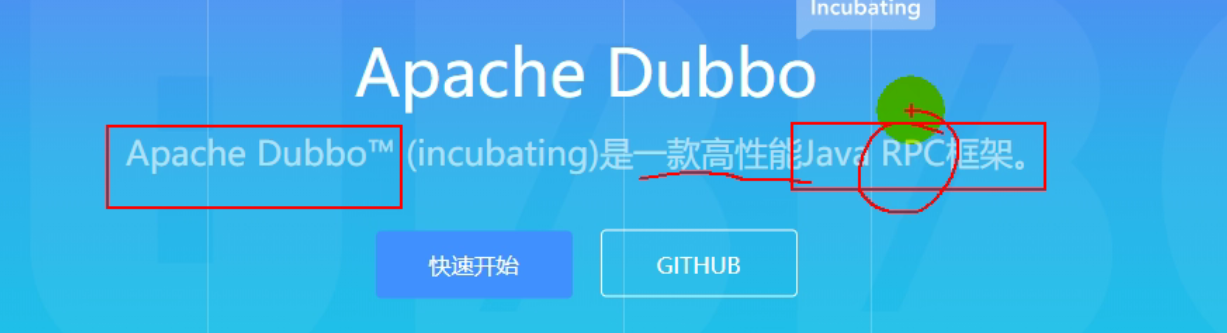 Incubating
Apache Dubbo
Apache Dubbo™ (incubating)是一款高性能Java RPC框架。
快速开始 GITHUB